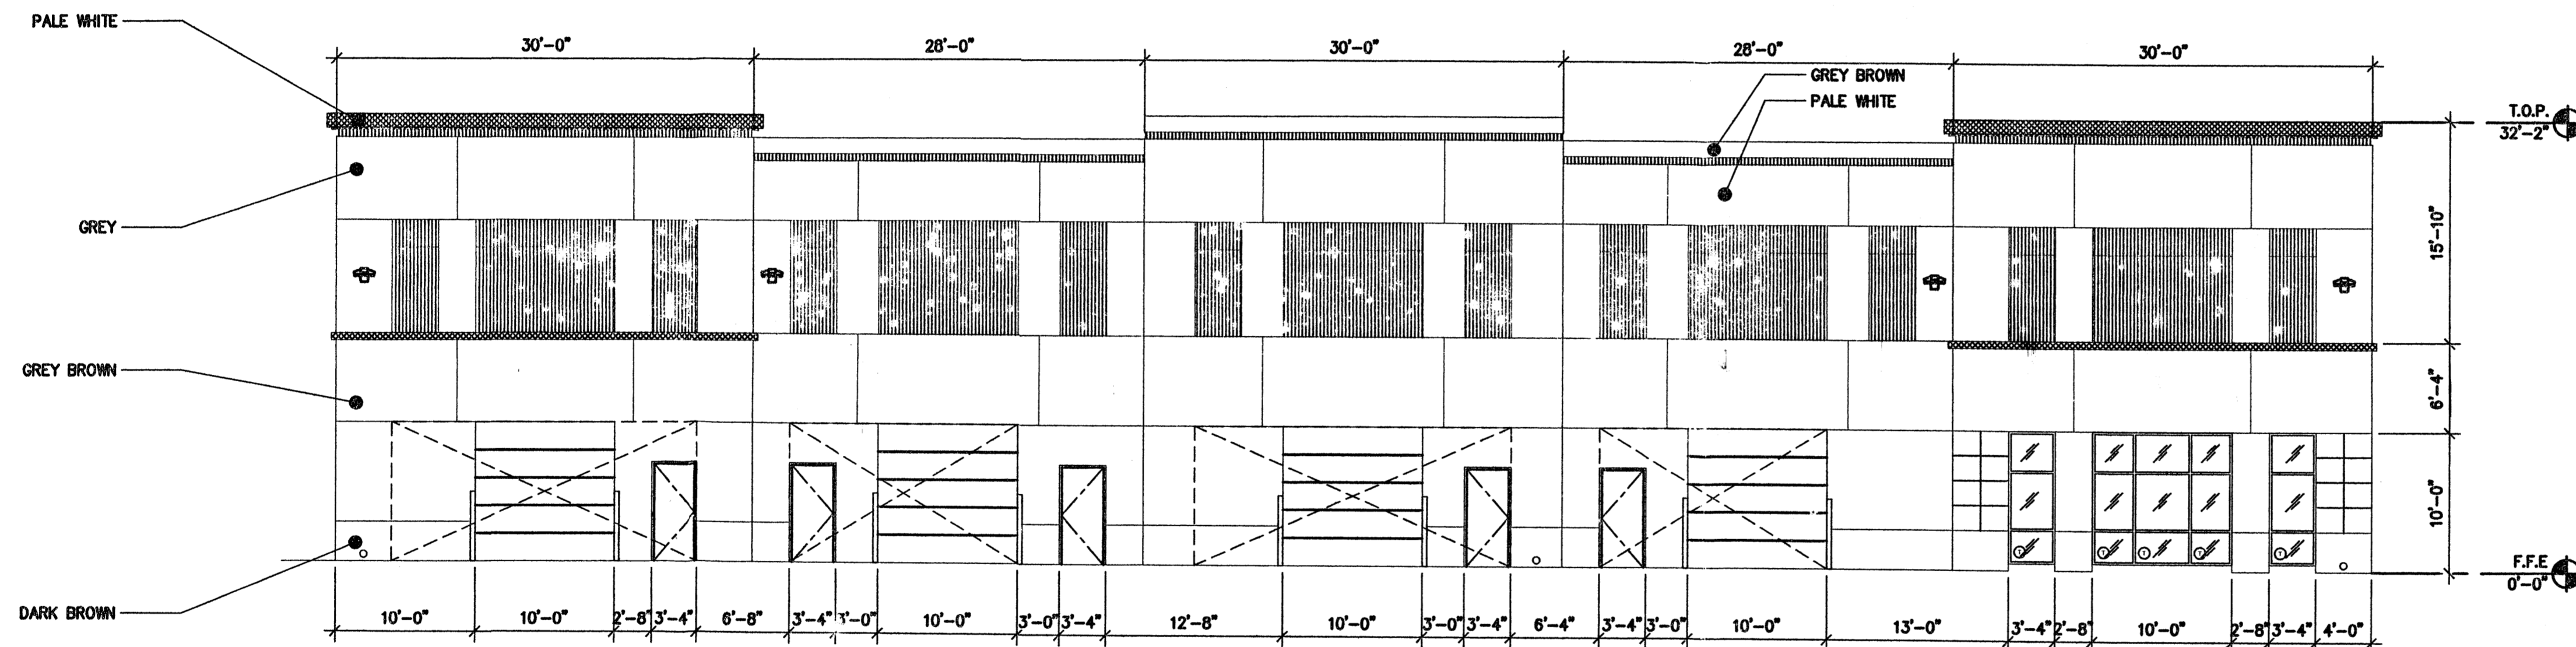 PALE WHITE
30'-0"
28'-0"
30'-0"
28'-0"
30'-0"
GREY BROWN
PALE WHITE
T.O.P.
32'-2"
GREY
15'-10"
GREY BROWN
6'-4"
10'-0"
T T T T T
F.F.E
0'-0"
DARK BROWN
10'-0" 10'-0" 2'-8" 3'-4" 6'-8" 3'-4" 3'-0" 10'-0" 3'-0" 3'-4" 12'-8" 10'-0" 3'-0" 3'-4" 6'-4" 3'-4" 3'-0" 10'-0" 13'-0" 3'-4" 2'-8" 10'-0" 2'-8" 3'-4" 4'-0"